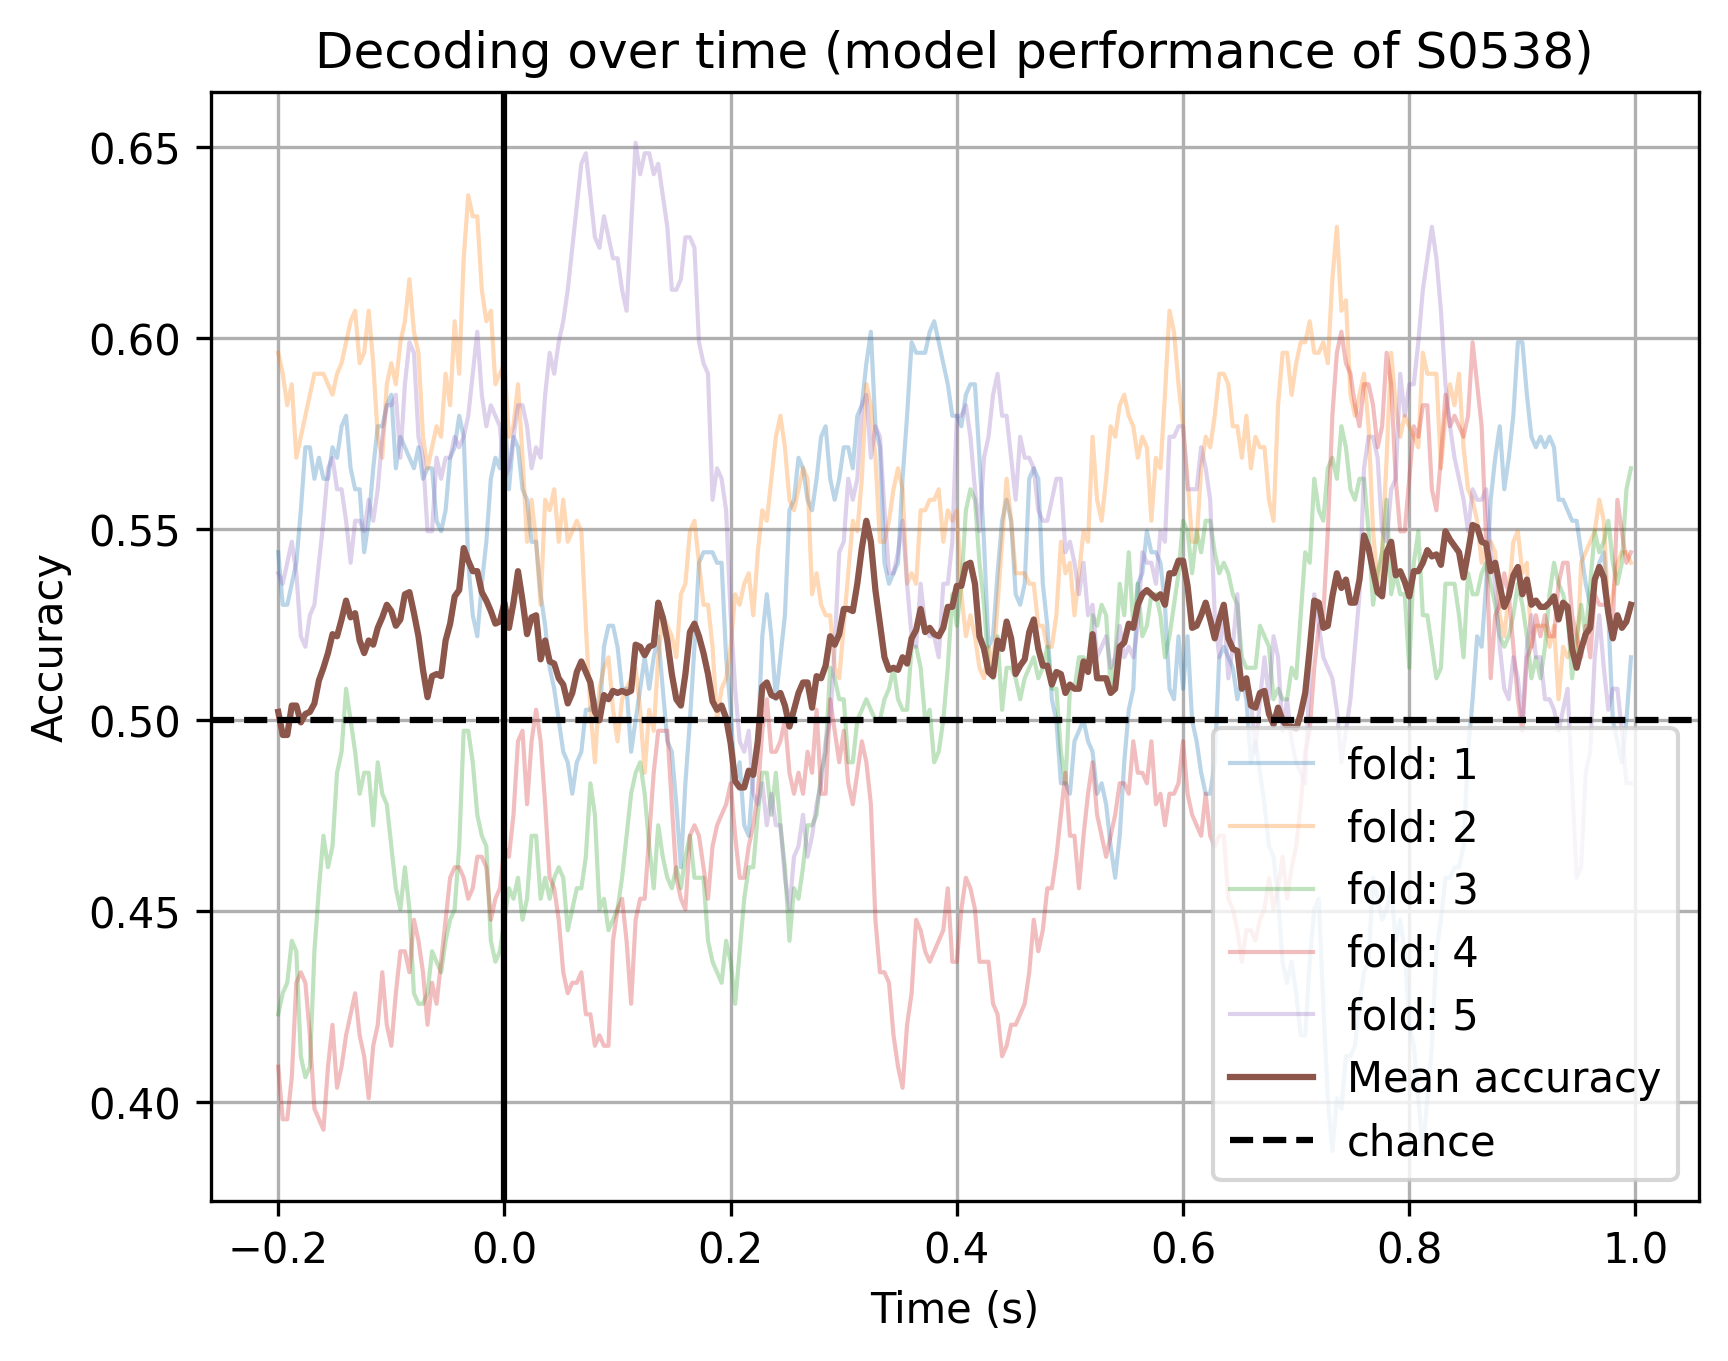 Decoding over time (model performance of S0538)
Accuracy
0.65
0.60
0.55
0.50
0.45
0.40
fold: 1
fold: 2
fold: 3
fold: 4
fold: 5
Mean accuracy
chance
−0.2 0.0 0.2 0.4 0.6 0.8 1.0
Time (s)